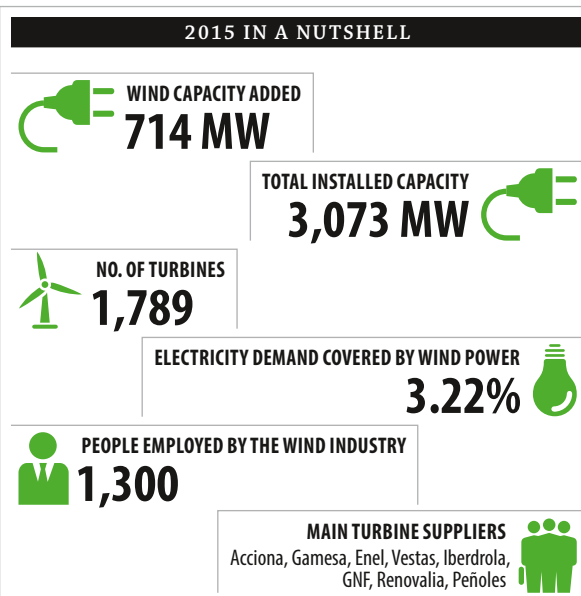 2015 IN A NUTSHELL
WIND CAPACITY ADDED
714 MW
TOTAL INSTALLED CAPACITY
3,073 MW
NO. OF TURBINES
1,789
ELECTRICITY DEMAND COVERED BY WIND POWER
3.22%
PEOPLE EMPLOYED BY THE WIND INDUSTRY
1,300
MAIN TURBINE SUPPLIERS
Acciona, Gamesa, Enel, Vestas, Iberdrola,
GNF, Renovalia, Peñoles